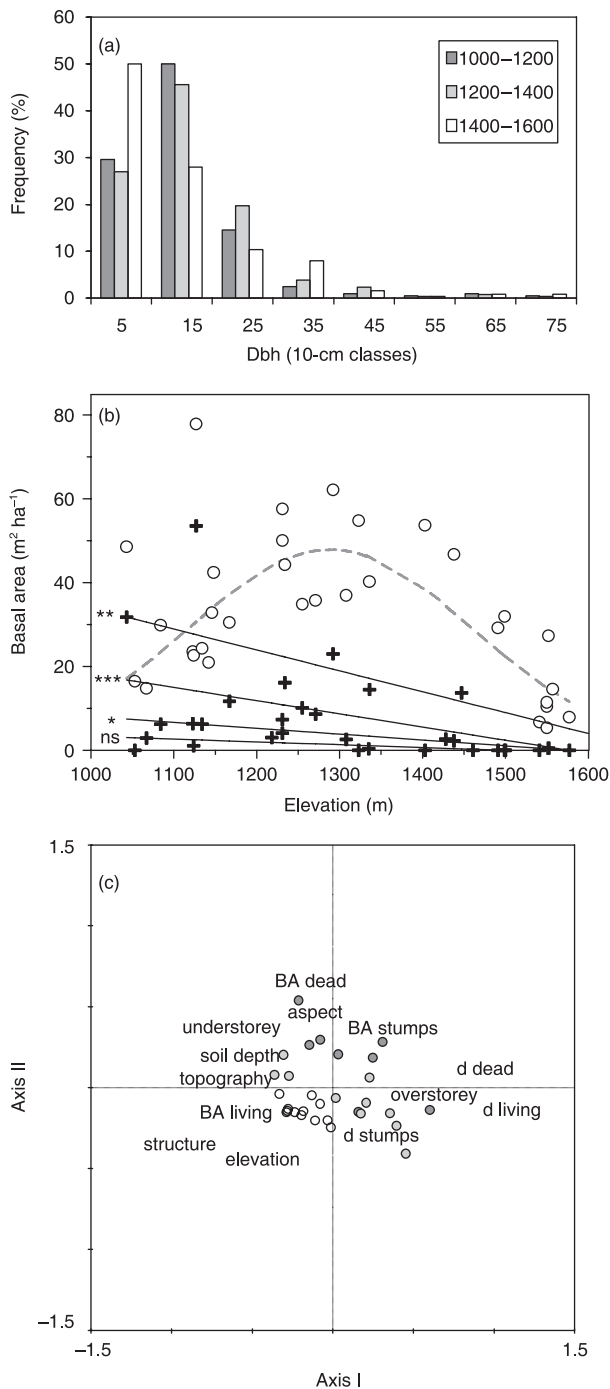 (a)
60
50
40
30
20
10
0
Frequency (%)
1000–1200
1200–1400
1400–1600
5 15 25 35 45 55 65 75
Dbh (10-cm classes)
(b)
80
60
40
20
0
Basal area (m² ha⁻¹)
**
***
*
ns
1000 1100 1200 1300 1400 1500 1600
Elevation (m)
1.5
(c)
BA dead
aspect
understorey
BA stumps
soil depth
d dead
topography
overstorey
BA living
d living
d stumps
structure
elevation
Axis II
–1.5
–1.5 1.5
Axis I